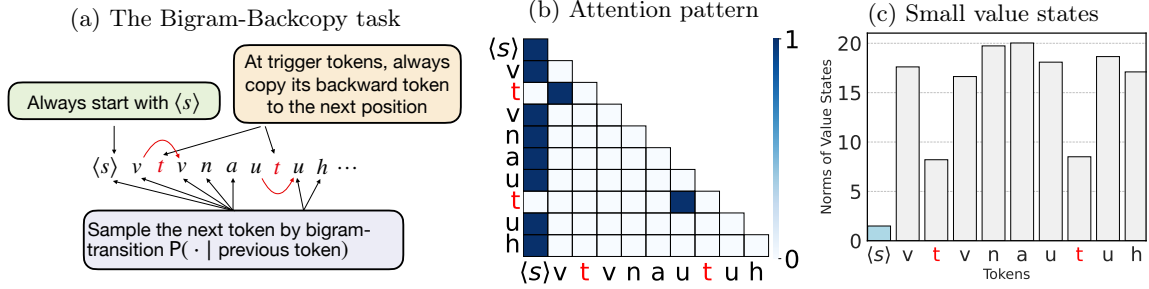 (a) The Bigram-Backcopy task
Always start with ⟨s⟩
At trigger tokens, always
copy its backward token
to the next position
⟨s⟩ v t v n a u t u h ⋯
Sample the next token by bigram-
transition P( · | previous token)
(b) Attention pattern
⟨s⟩
v
t
v
n
a
u
t
u
h
⟨s⟩ v t v n a u t u h
1
0
(c) Small value states
Norms of Value States
20
15
10
5
0
⟨s⟩ v t v n a u t u h
Tokens